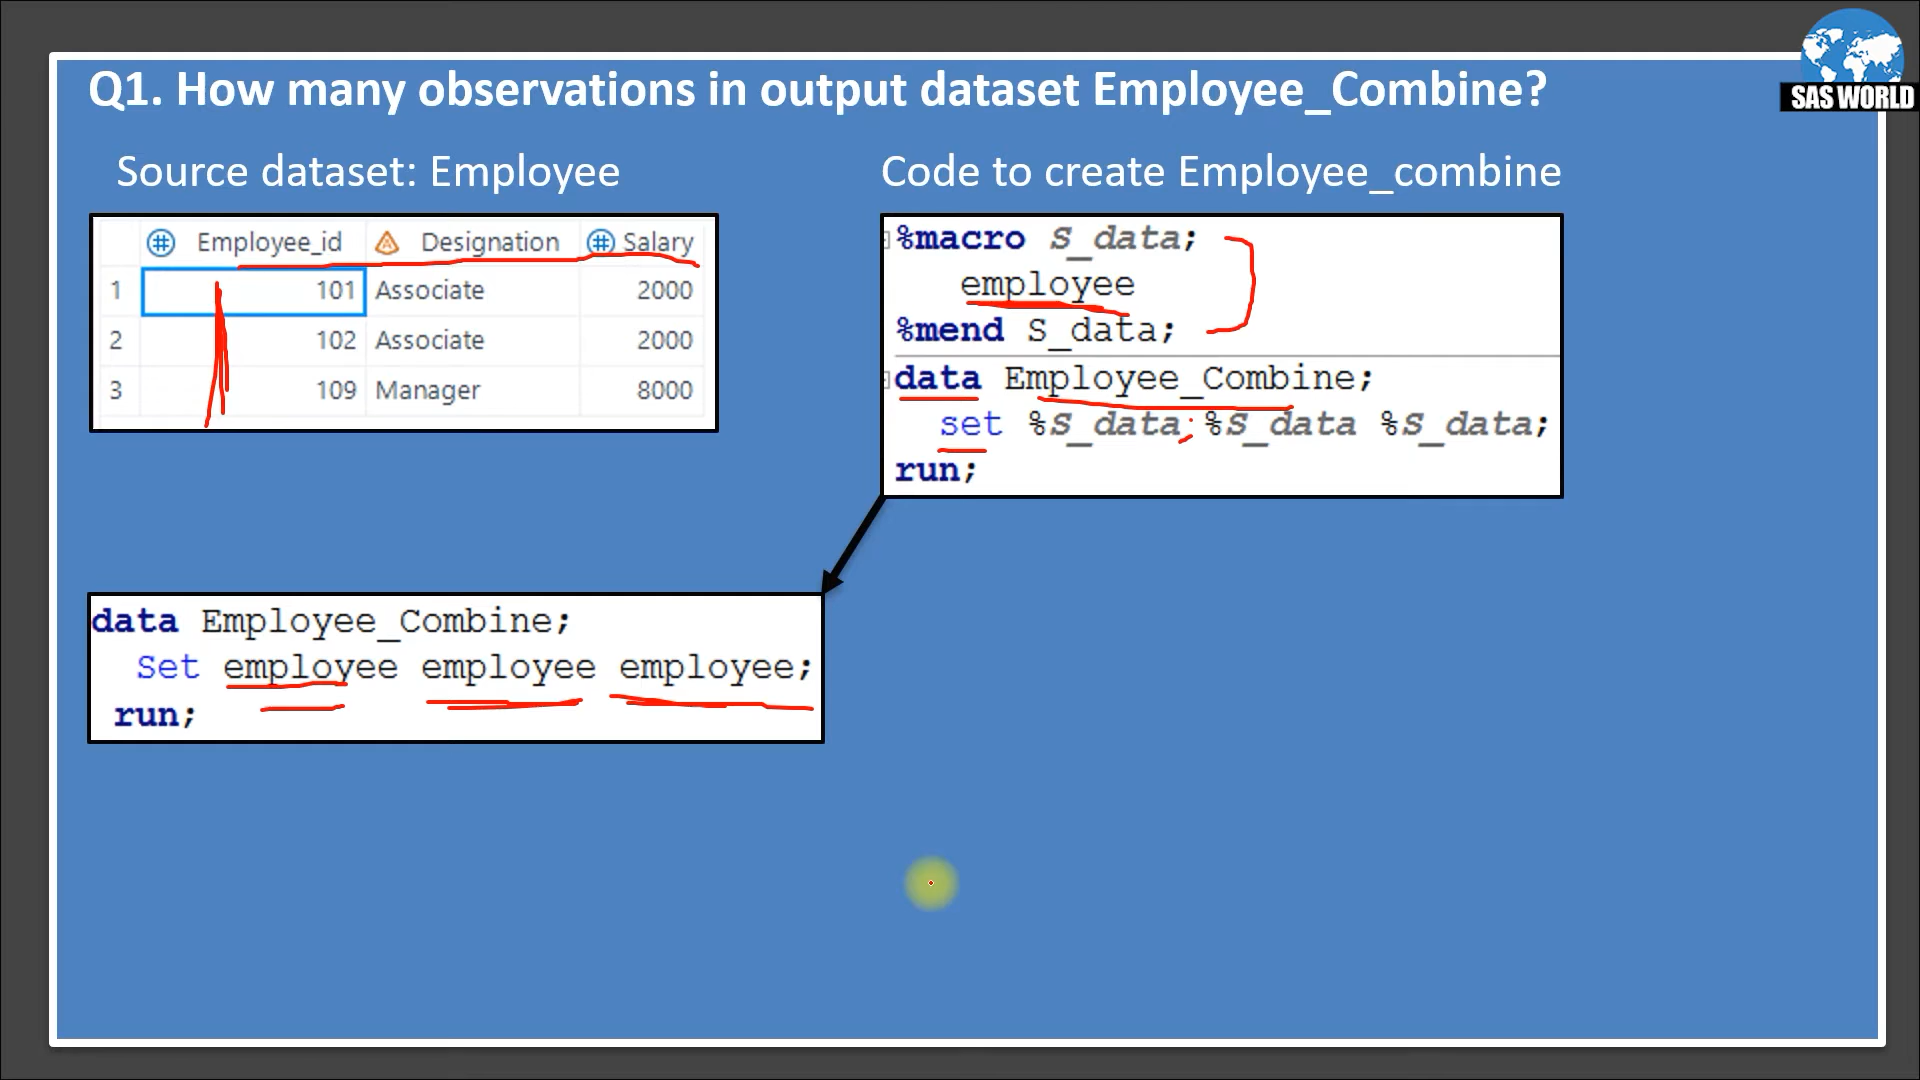 Q1. How many observations in output dataset Employee_Combine?
SAS WORLD
Source dataset: Employee
Code to create Employee_combine
Employee_id Designation Salary
1 101 Associate 2000
2 102 Associate 2000
3 109 Manager 8000
%macro S_data;
employee
%mend S_data;
data Employee_Combine;
set %S_data %S_data %S_data;
run;
data Employee_Combine;
Set employee employee employee;
run;